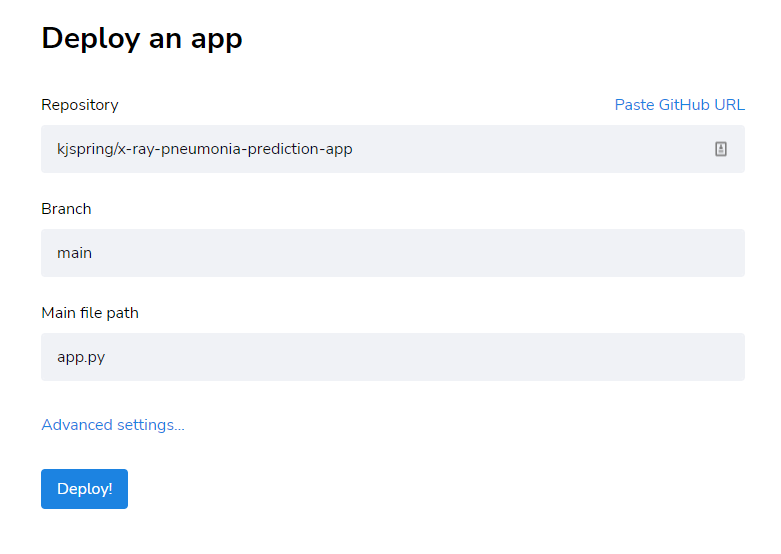 Deploy an app
Repository Paste GitHub URL
kjspring/x-ray-pneumonia-prediction-app
Branch
main
Main file path
app.py
Advanced settings...
Deploy!